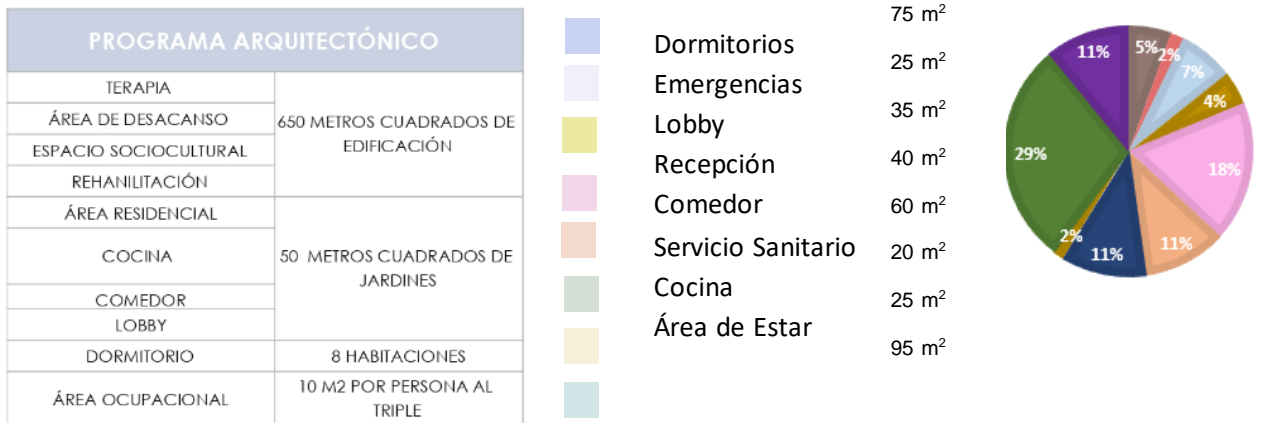 PROGRAMA ARQUITECTÓNICO
TERAPIA
ÁREA DE DESACANSO
ESPACIO SOCIOCULTURAL
REHANILITACIÓN
650 METROS CUADRADOS DE
EDIFICACIÓN
ÁREA RESIDENCIAL
COCINA
COMEDOR
LOBBY
50 METROS CUADRADOS DE
JARDINES
DORMITORIO
8 HABITACIONES
ÁREA OCUPACIONAL
10 M2 POR PERSONA AL
TRIPLE
Dormitorios
Emergencias
Lobby
Recepción
Comedor
Servicio Sanitario
Cocina
Área de Estar
75 m²
25 m²
35 m²
40 m²
60 m²
20 m²
25 m²
95 m²
5%
2%
7%
4%
18%
11%
11%
2%
29%
11%